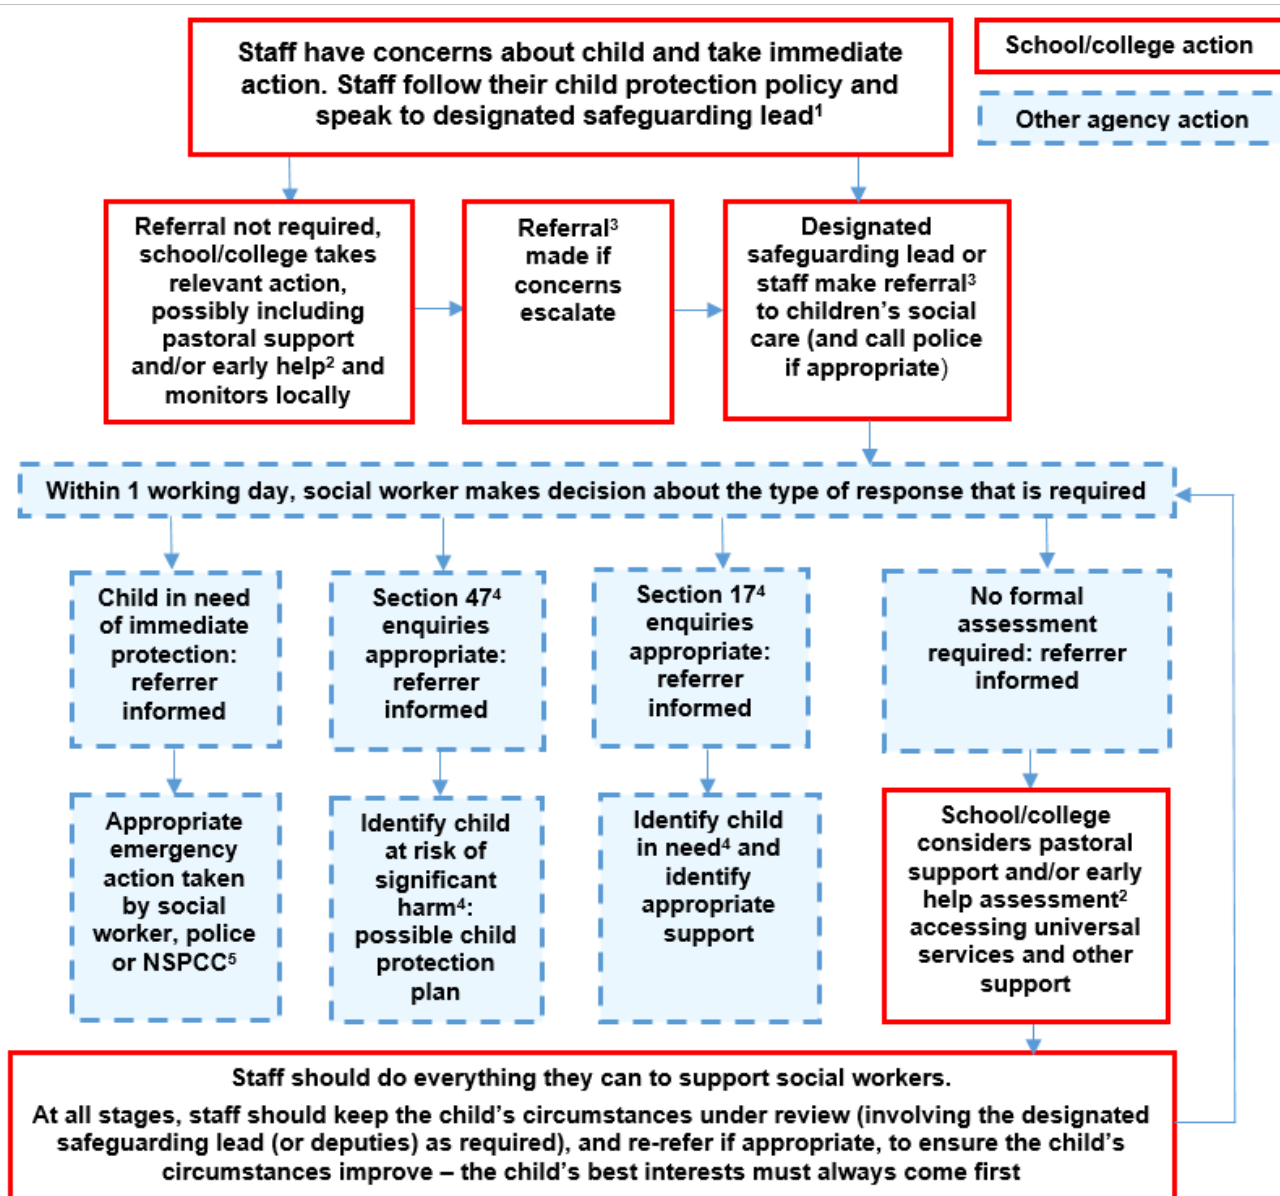 Staff have concerns about child and take immediate
action. Staff follow their child protection policy and
speak to designated safeguarding lead¹
School/college action
Other agency action
Referral not required,
school/college takes
relevant action,
possibly including
pastoral support
and/or early help² and
monitors locally
Referral³
made if
concerns
escalate
Designated
safeguarding lead or
staff make referral³
to children’s social
care (and call police
if appropriate)
Within 1 working day, social worker makes decision about the type of response that is required
Child in need
of immediate
protection:
referrer
informed
Section 47⁴
enquiries
appropriate:
referrer
informed
Section 17⁴
enquiries
appropriate:
referrer
informed
No formal
assessment
required: referrer
informed
Appropriate
emergency
action taken
by social
worker, police
or NSPCC⁵
Identify child
at risk of
significant
harm⁴:
possible child
protection
plan
Identify child
in need⁴ and
identify
appropriate
support
School/college
considers pastoral
support and/or early
help assessment²
accessing universal
services and other
support
Staff should do everything they can to support social workers.
At all stages, staff should keep the child’s circumstances under review (involving the designated
safeguarding lead (or deputies) as required), and re-refer if appropriate, to ensure the child’s
circumstances improve – the child’s best interests must always come first